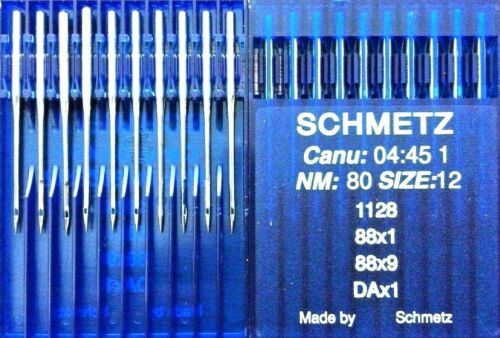 SCHMETZ
Canu: 04:45 1
NM: 80 SIZE:12
1128
88x1
88x9
DAx1
Made by Schmetz